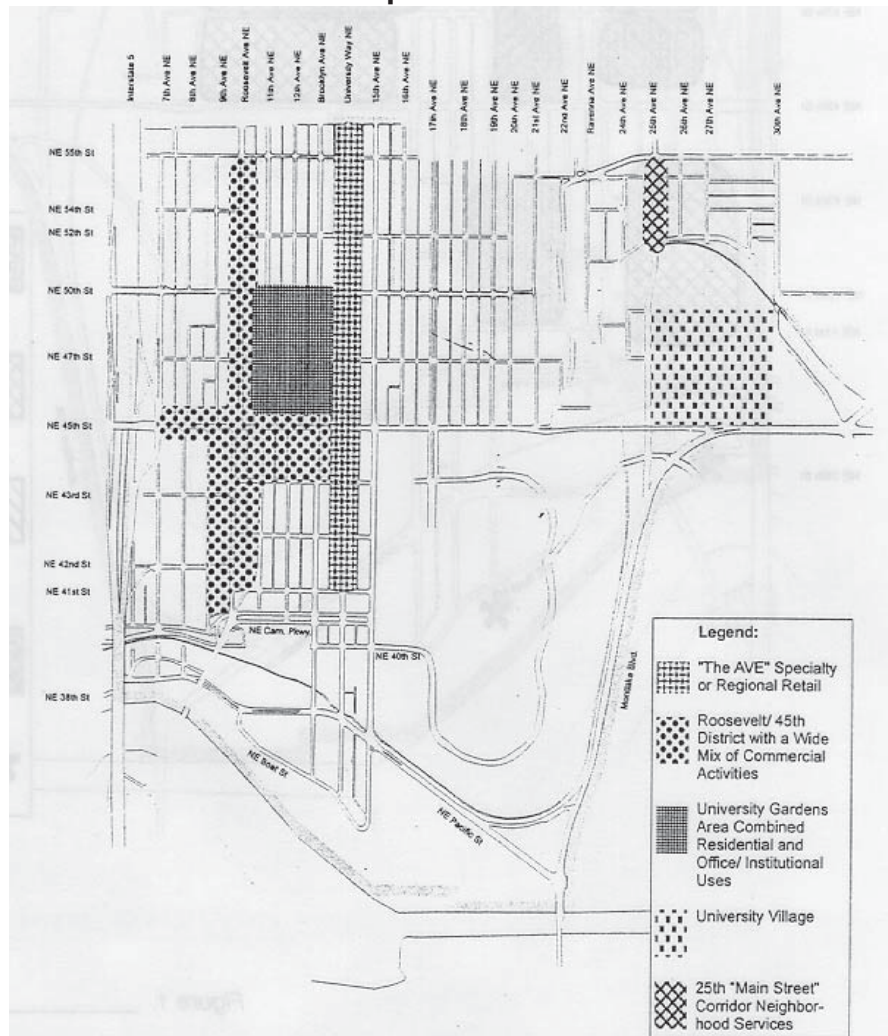 Interstate 5
7th Ave NE
8th Ave NE
9th Ave NE
Roosevelt Ave NE
11th Ave NE
12th Ave NE
Brooklyn Ave NE
University Way NE
15th Ave NE
16th Ave NE
17th Ave NE
18th Ave NE
19th Ave NE
20th Ave NE
21st Ave NE
22nd Ave NE
Ravenna Ave NE
24th Ave NE
25th Ave NE
26th Ave NE
27th Ave NE
30th Ave NE
NE 55th St
NE 54th St
NE 52th St
NE 50th St
NE 47th St
NE 45th St
NE 43rd St
NE 42nd St
NE 41st St
NE Cam. Pkwy.
NE 40th St
NE 38th St
NE Boat St.
NE Pacific St
Montlake Blvd.
Legend:
"The AVE" Specialty
or Regional Retail
Roosevelt/ 45th
District with a Wide
Mix of Commercial
Activities
University Gardens
Area Combined
Residential and
Office/ Institutional
Uses
University Village
25th "Main Street"
Corridor Neighbor-
hood Services
Figure 1